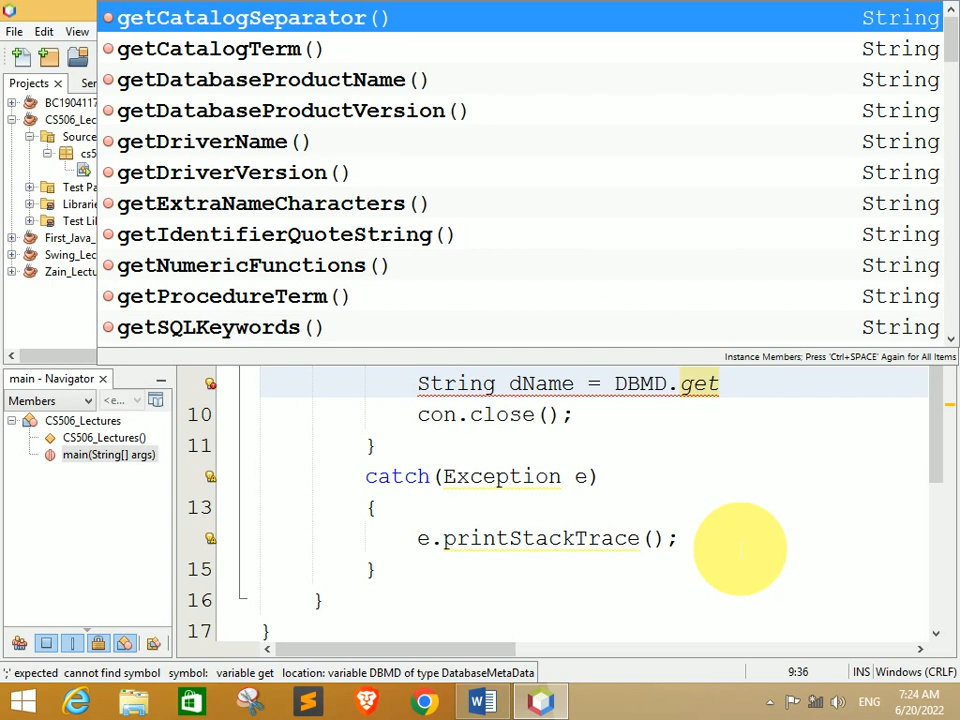 getCatalogSeparator() String
File Edit View
getCatalogTerm() String
getDatabaseProductName() String
Projects Ser
getDatabaseProductVersion() String
BC1904117
CS506_Lec
getDriverName() String
Source
cs5
getDriverVersion() String
Test Pa
getExtraNameCharacters() String
Librarie
Test Lib
getIdentifierQuoteString() String
First_Java_
Swing_Lec
getNumericFunctions() String
Zain_Lectu
getProcedureTerm() String
getSQLKeywords() String
Instance Members; Press 'Ctrl+SPACE' Again for All Items
main - Navigator
String dName = DBMD.get
Members <e...
10 con.close();
CS506_Lectures
CS506_Lectures()
11 }
main(String[] args)
catch(Exception e)
13 {
e.printStackTrace();
15 }
16 }
17 }
';' expected cannot find symbol symbol: variable get location: variable DBMD of type DatabaseMetaData 9:36 INS Windows (CRLF)
ENG
7:24 AM
6/20/2022